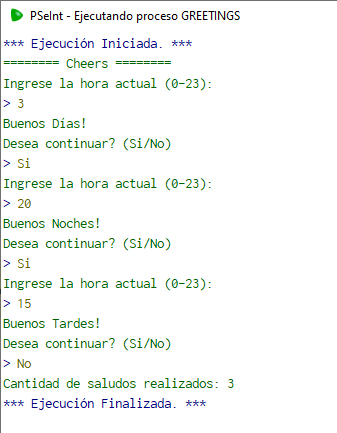 PSeInt - Ejecutando proceso GREETINGS
*** Ejecución Iniciada. ***
======== Cheers ========
Ingrese la hora actual (0-23):
> 3
Buenos Días!
Desea continuar? (Si/No)
> Si
Ingrese la hora actual (0-23):
> 20
Buenos Noches!
Desea continuar? (Si/No)
> Si
Ingrese la hora actual (0-23):
> 15
Buenos Tardes!
Desea continuar? (Si/No)
> No
Cantidad de saludos realizados: 3
*** Ejecución Finalizada. ***